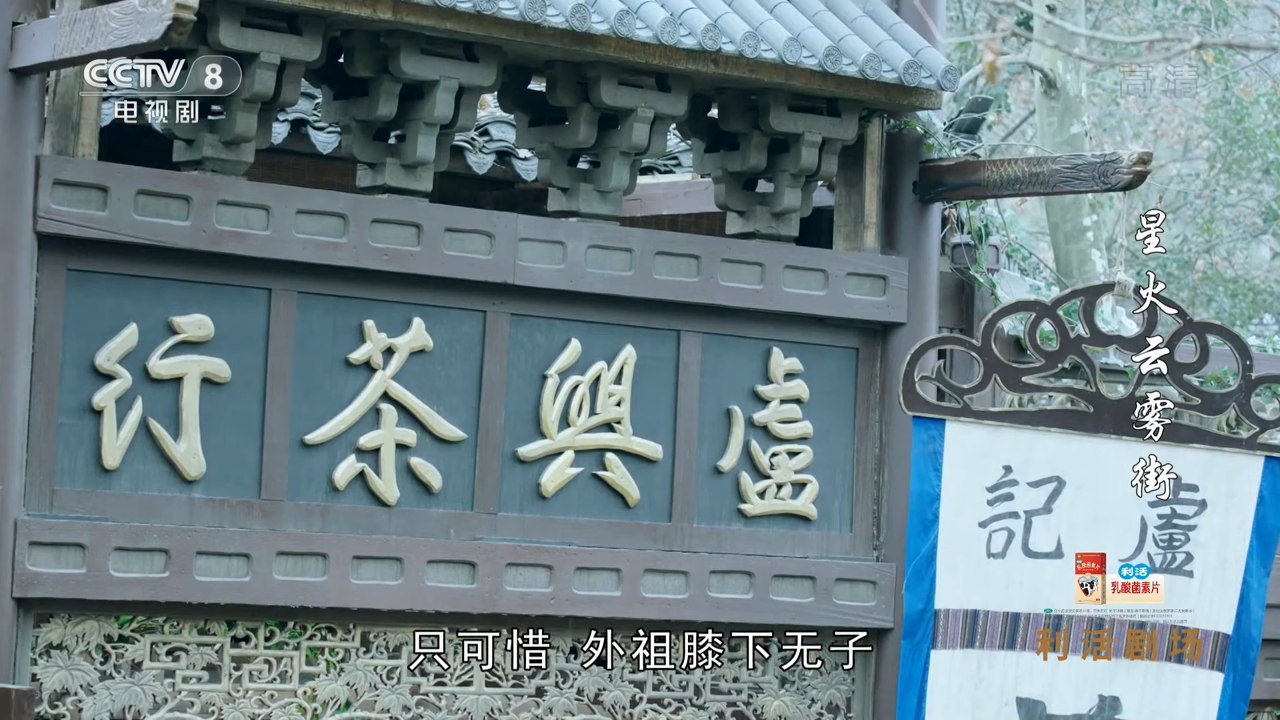 CCTV 8
电视剧
高清
星火云雾街
行茶興盧
盧記
利活
乳酸菌素片
利活剧场
只可惜 外祖膝下无子